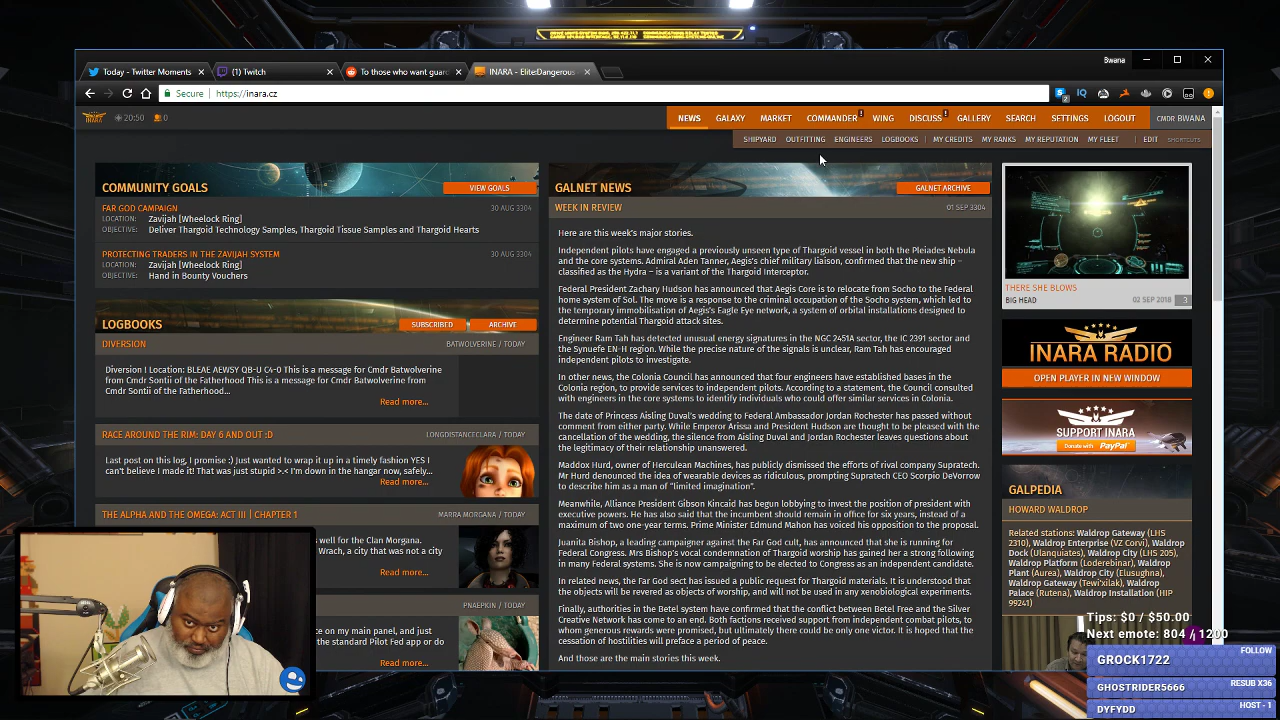 Bwana
Today - Twitter Moments
(1) Twitch
To those who want guar
INARA - Elite:Dangerous
Secure
https://inara.cz
INARA
20:50
0
NEWS
GALAXY
MARKET
COMMANDER
WING
DISCUSS
GALLERY
SEARCH
SETTINGS
LOGOUT
CMDR BWANA
SHIPYARD
OUTFITTING
ENGINEERS
LOGBOOKS
MY CREDITS
MY RANKS
MY REPUTATION
MY FLEET
EDIT
SHORTCUTS
COMMUNITY GOALS
VIEW GOALS
FAR GOD CAMPAIGN
30 AUG 3304
LOCATION: Zavijah [Wheelock Ring]
OBJECTIVE: Deliver Thargoid Technology Samples, Thargoid Tissue Samples and Thargoid Hearts
PROTECTING TRADERS IN THE ZAVIJAH SYSTEM
30 AUG 3304
LOCATION: Zavijah [Wheelock Ring]
OBJECTIVE: Hand in Bounty Vouchers
LOGBOOKS
SUBSCRIBED
ARCHIVE
DIVERSION
BATWOLVERINE / TODAY
Diversion ! Location: BLEAE AEWSY QB-U C4-0 This is a message for Cmdr Batwolverine
from Cmdr Sontii of the Fatherhood This is a message for Cmdr Batwolverine from
Cmdr Sontii of the Fatherhood...
Read more...
RACE AROUND THE RIM: DAY 6 AND OUT :D
LONGDISTANCECLARA / TODAY
Last post on this log, I promise :) Just wanted to wrap it up in a timely manner as I
can't believe I made it! That was just stupid >.< I'm down in the hangar now, safely...
Read more...
THE ALPHA AND THE OMEGA: ACT III | CHAPTER 1
MARRA MORGANA / TODAY
s well for the Clan Morgana.
Wrach, a city that was not a city
Read more...
PNAEPKIN / TODAY
ce on my main panel, and just
the standard Pilot Fed app or do
Read more...
GALNET NEWS
GALNET ARCHIVE
WEEK IN REVIEW
01 SEP 3304
Here are this week's major stories.
Independent pilots have engaged a previously unseen type of Thargoid vessel in both the Pleiades Nebula
and the core systems. Admiral Aden Tanner, Aegis's chief military liaison, confirmed that the new ship –
classified as the Hydra – is a variant of the Thargoid Interceptor.
Federal President Zachary Hudson has announced that Aegis Core is to relocate from Socho to the Federal
home system of Sol. The move is a response to the criminal occupation of the Socho system, which led to
the temporary immobilisation of Aegis's Eagle Eye network, a system of orbital installations designed to
determine potential Thargoid attack sites.
Engineer Ram Tah has detected unusual energy signatures in the NGC 2451A sector, the IC 2391 sector
and the Synuefe EN-H region. While the precise nature of the signals is unclear, Ram Tah has encouraged
independent pilots to investigate.
In other news, the Colonia Council has announced that four engineers have established bases in the
Colonia region, to provide services to independent pilots. According to a statement, the Council consulted
with engineers in the core systems to identify individuals who could offer similar services in Colonia.
The date of Princess Aisling Duval's wedding to Federal Ambassador Jordan Rochester has passed without
comment from either party. While Emperor Arissa and President Hudson are thought to be pleased with the
cancellation of the wedding, the silence from Aisling Duval and Jordan Rochester leaves questions about
the legitimacy of their relationship unanswered.
Maddox Hurd, owner of Herculean Machines, has publicly dismissed the efforts of rival company Supratech.
Mr Hurd denounced the idea of wearable devices as ridiculous, prompting Supratech CEO Scorpio DeVorrow
to describe him as a man of "limited imagination".
Meanwhile, Alliance President Gibson Kincaid has begun lobbying to invest the position of president with
executive powers. He has also said that the incumbent should remain in office for six years, instead of a
maximum of two one-year terms. Prime Minister Edmund Mahon has voiced his opposition to the proposal.
Juanita Bishop, a leading campaigner against the Far God cult, has announced that she is running for
Federal Congress. Mrs Bishop's vocal condemnation of Thargoid worship has gained her a strong following
in many Federal systems. She is now campaigning to be elected to Congress as an independent candidate.
In related news, the Far God sect has issued a public request for Thargoid materials. It is understood that
the objects will be revered as objects of worship, and will not be used in any xenobiological experiments.
Finally, authorities in the Betel system have confirmed that the conflict between Betel Free and the Silver
Creative Network has come to an end. Both factions received support from independent combat pilots, to
whom generous rewards were promised, but ultimately there could be only one victor. It is hoped that the
cessation of hostilities will preface a period of peace.
And those are the main stories this week.
THERE SHE BLOWS
BIG HEAD
02 SEP 2018
3
INARA RADIO
OPEN PLAYER IN NEW WINDOW
SUPPORT INARA
Donate with PayPal
GALPEDIA
HOWARD WALDROP
Related stations: Waldrop Gateway (LHS
2310), Waldrop Enterprise (VZ Corvi), Waldrop
Dock (Ulanquiates), Waldrop City (LHS 205),
Waldrop Platform (Loderebinar), Waldrop
Plant (Aurea), Waldrop City (Elusughna),
Waldrop Gateway (Tewi'xilak), Waldrop
Palace (Rutena), Waldrop Installation (HIP
99241)
Tips: $0 / $50.00
Next emote: 804 / 1200
FOLLOW
GROCK1722
RESUB X36
GHOSTRIDER5666
HOST - 1
DYFYDD